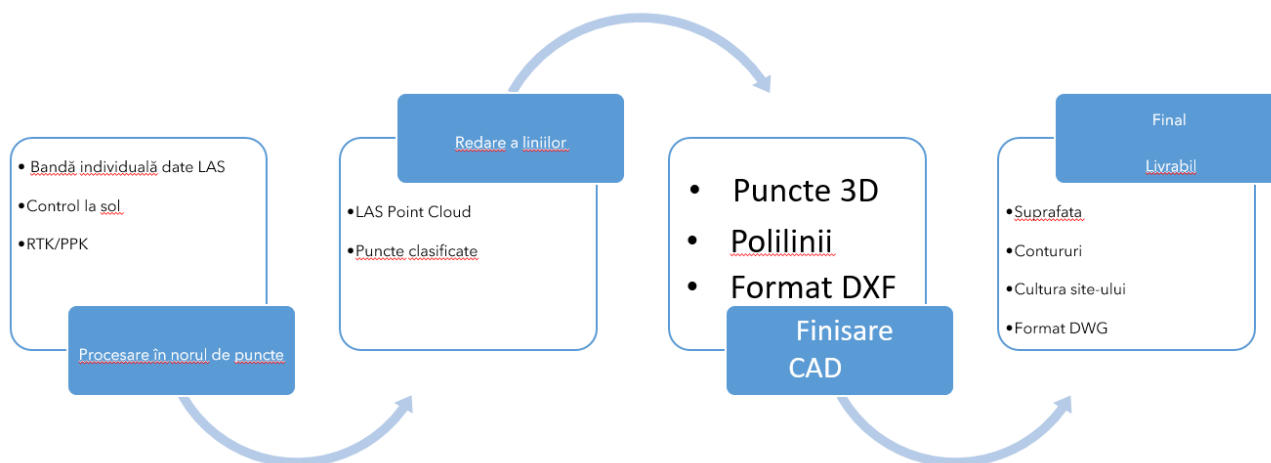 • Bandă individuală date LAS
•Control la sol
•RTK/PPK
Procesare în norul de puncte
Redare a liniilor
•LAS Point Cloud
•Puncte clasificate
• Puncte 3D
• Polilinii
• Format DXF
Finisare
CAD
Final
Livrabil
•Suprafata
•Contururi
•Cultura site-ului
•Format DWG